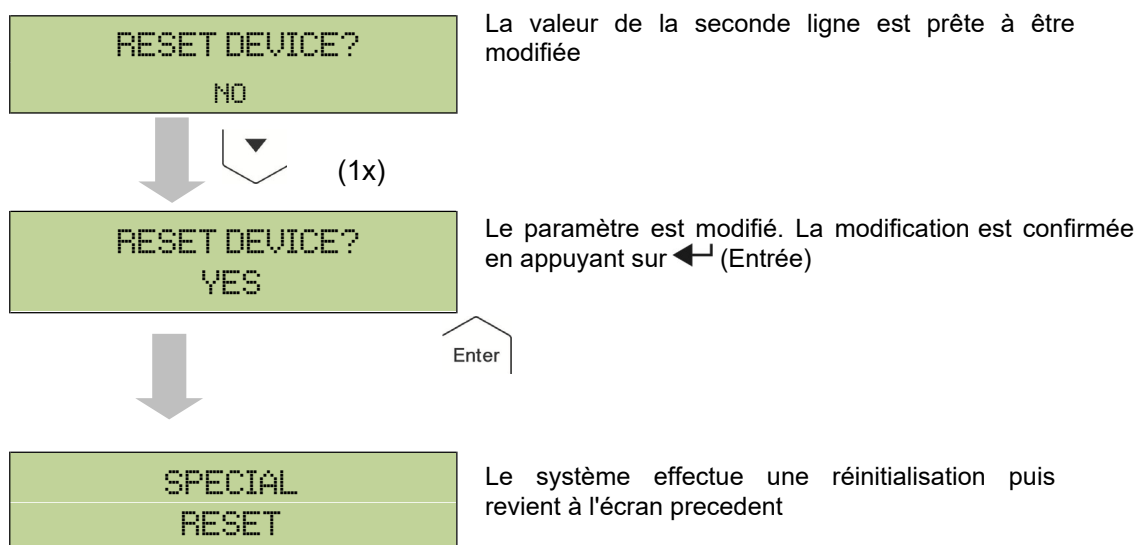 RESET DEVICE?
NO
La valeur de la seconde ligne est prête à être
modifiée
(1x)
RESET DEVICE?
YES
Le paramètre est modifié. La modification est confirmée
en appuyant sur (Entrée)
Enter
SPECIAL
RESET
Le système effectue une réinitialisation puis
revient à l'écran precedent